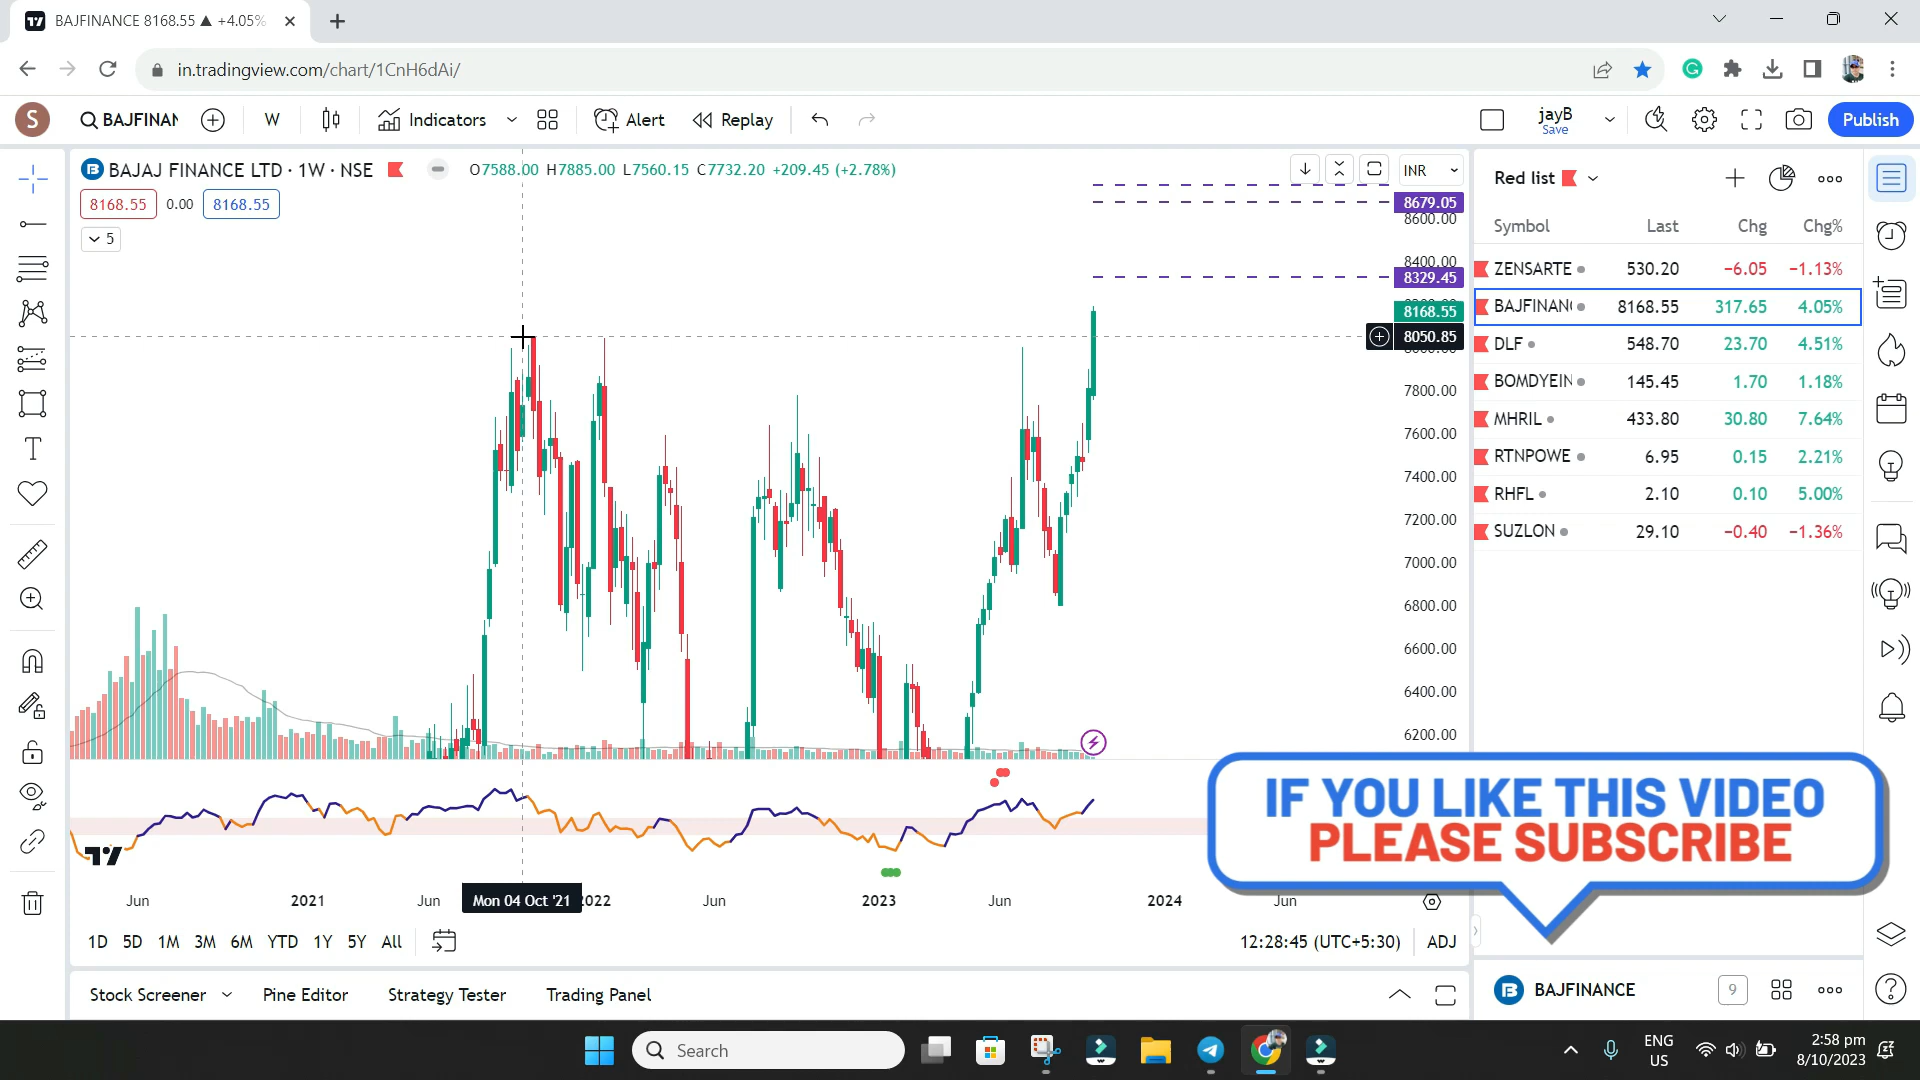 BAJFINANCE 8168.55 ▲ +4.05%
in.tradingview.com/chart/1CnH6dAi/
S BAJFINAN W Indicators Alert Replay jayB Save Publish
BAJAJ FINANCE LTD · 1W · NSE O7588.00 H7885.00 L7560.15 C7732.20 +209.45 (+2.78%) INR
8168.55 0.00 8168.55
5
8679.05
8600.00
8400.00
8329.45
8168.55
8050.85
7800.00
7600.00
7400.00
7200.00
7000.00
6800.00
6600.00
6400.00
6200.00
Red list
Symbol Last Chg Chg%
ZENSARTE 530.20 −6.05 −1.13%
BAJFINAN 8168.55 317.65 4.05%
DLF 548.70 23.70 4.51%
BOMDYEIN 145.45 1.70 1.18%
MHRIL 433.80 30.80 7.64%
RTNPOWE 6.95 0.15 2.21%
RHFL 2.10 0.10 5.00%
SUZLON 29.10 −0.40 −1.36%
IF YOU LIKE THIS VIDEO
PLEASE SUBSCRIBE
Jun 2021 Jun Mon 04 Oct '21 2022 Jun 2023 Jun 2024 Jun
1D 5D 1M 3M 6M YTD 1Y 5Y All 12:28:45 (UTC+5:30) ADJ
Stock Screener Pine Editor Strategy Tester Trading Panel
BAJFINANCE 9
Search
ENG
US
2:58 pm
8/10/2023